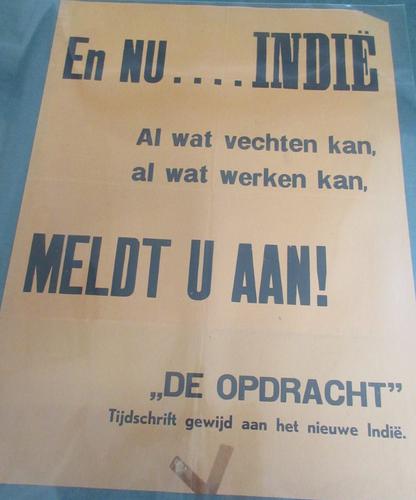 En NU.... INDIË
Al wat vechten kan,
al wat werken kan,
MELDT U AAN!
„DE OPDRACHT”
Tijdschrift gewijd aan het nieuwe Indië.